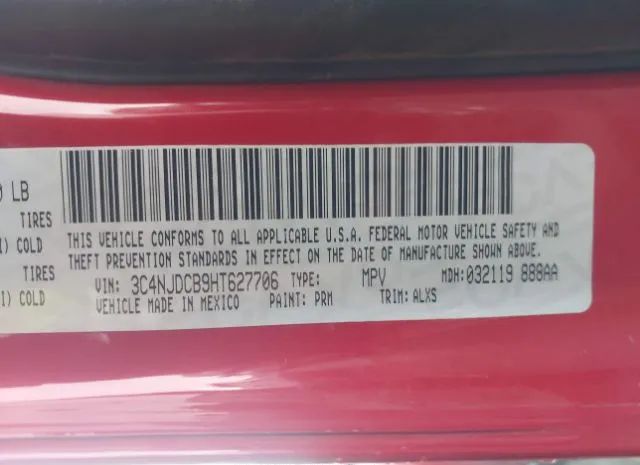 0 LB
TIRES
I) COLD
TIRES
I) COLD
THIS VEHICLE CONFORMS TO ALL APPLICABLE U.S.A. FEDERAL MOTOR VEHICLE SAFETY AND
THEFT PREVENTION STANDARDS IN EFFECT ON THE DATE OF MANUFACTURE SHOWN ABOVE.
VIN: 3C4NJDCB9HT627706 TYPE: MPV MDH:032119 888AA
VEHICLE MADE IN MEXICO PAINT: PRM TRIM: ALXS